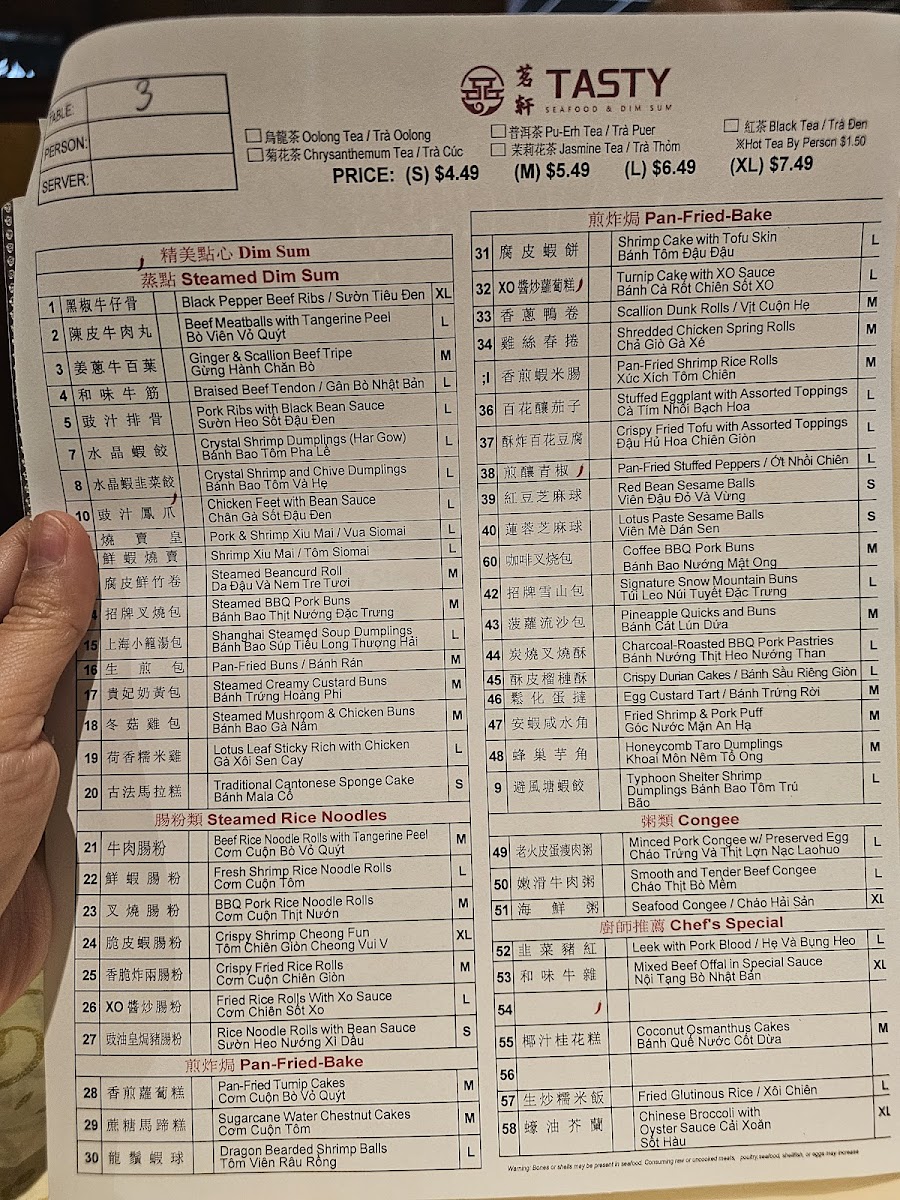 TABLE: 3
PERSON:
SERVER:
茗軒 TASTY
SEAFOOD & DIM SUM
烏龍茶 Oolong Tea / Trà Oolong
普洱茶 Pu-Erh Tea / Trà Puer
紅茶 Black Tea / Trà Đen
菊花茶 Chrysanthemum Tea / Trà Cúc
茉莉花茶 Jasmine Tea / Trà Thơm
※Hot Tea By Person $1.50
PRICE: (S) $4.49 (M) $5.49 (L) $6.49 (XL) $7.49
精美點心 Dim Sum
蒸點 Steamed Dim Sum
1 黑椒牛仔骨 Black Pepper Beef Ribs / Sườn Tiêu Đen XL
2 陳皮牛肉丸 Beef Meatballs with Tangerine Peel L
Bò Viên Vỏ Quýt
3 姜蔥牛百葉 Ginger & Scallion Beef Tripe M
Gừng Hành Chăn Bò
4 和味牛筋 Braised Beef Tendon / Gân Bò Nhật Bản L
5 豉汁排骨 Pork Ribs with Black Bean Sauce L
Sườn Heo Sốt Đậu Đen
7 水晶蝦餃 Crystal Shrimp Dumplings (Har Gow) L
Bánh Bao Tôm Pha Lê
8 水晶蝦韭菜餃 Crystal Shrimp and Chive Dumplings L
Bánh Bao Tôm Và Hẹ
10 豉汁鳳爪 Chicken Feet with Bean Sauce L
Chân Gà Sốt Đậu Đen
燒賣皇 Pork & Shrimp Xiu Mai / Vua Siomai L
鮮蝦燒賣 Shrimp Xiu Mai / Tôm Siomai L
腐皮鮮竹卷 Steamed Beancurd Roll M
Da Đậu Và Nem Tre Tươi
4 招牌叉燒包 Steamed BBQ Pork Buns M
Bánh Bao Thịt Nướng Đặc Trưng
15 上海小籠湯包 Shanghai Steamed Soup Dumplings L
Bánh Bao Súp Tiểu Long Thượng Hải
16 生煎包 Pan-Fried Buns / Bánh Rán M
17 貴妃奶黃包 Steamed Creamy Custard Buns M
Bánh Trứng Hoàng Phi
18 冬菇雞包 Steamed Mushroom & Chicken Buns M
Bánh Bao Gà Nấm
19 荷香糯米雞 Lotus Leaf Sticky Rich with Chicken L
Gà Xôi Sen Cay
20 古法馬拉糕 Traditional Cantonese Sponge Cake S
Bánh Mala Cổ
腸粉類 Steamed Rice Noodles
21 牛肉腸粉 Beef Rice Noodle Rolls with Tangerine Peel M
Cơm Cuộn Bò Vỏ Quýt
22 鮮蝦腸粉 Fresh Shrimp Rice Noodle Rolls L
Cơm Cuộn Tôm
23 叉燒腸粉 BBQ Pork Rice Noodle Rolls M
Cơm Cuộn Thịt Nướn
24 脆皮蝦腸粉 Crispy Shrimp Cheong Fun XL
Tôm Chiên Giòn Cheong Vui V
25 香脆炸兩腸粉 Crispy Fried Rice Rolls M
Cơm Cuộn Chiên Giòn
26 XO醬炒腸粉 Fried Rice Rolls With Xo Sauce L
Cơm Chiên Sốt Xo
27 豉油皇焗豬腸粉 Rice Noodle Rolls with Bean Sauce S
Sườn Heo Nướng Xì Dầu
煎炸焗 Pan-Fried-Bake
28 香煎蘿蔔糕 Pan-Fried Turnip Cakes M
Cơm Cuộn Bò Vỏ Quýt
29 蔗糖馬蹄糕 Sugarcane Water Chestnut Cakes M
Cơm Cuộn Tôm
30 龍鬚蝦球 Dragon Bearded Shrimp Balls L
Tôm Viên Râu Rồng
煎炸焗 Pan-Fried-Bake
31 腐皮蝦餅 Shrimp Cake with Tofu Skin L
Bánh Tôm Đậu Đậu
32 XO醬炒蘿蔔糕 Turnip Cake with XO Sauce L
Bánh Cà Rốt Chiên Sốt XO
33 香蔥鴨卷 Scallion Dunk Rolls / Vịt Cuộn Hẹ M
34 雞絲春捲 Shredded Chicken Spring Rolls M
Chả Giò Gà Xé
香煎蝦米腸 Pan-Fried Shrimp Rice Rolls M
Xúc Xích Tôm Chiên
36 百花釀茄子 Stuffed Eggplant with Assorted Toppings L
Cà Tím Nhồi Bạch Hoa
37 酥炸百花豆腐 Crispy Fried Tofu with Assorted Toppings L
Đậu Hủ Hoa Chiên Giòn
38 煎釀青椒 Pan-Fried Stuffed Peppers / Ớt Nhồi Chiên L
39 紅豆芝麻球 Red Bean Sesame Balls S
Viên Đậu Đỏ Và Vừng
40 蓮蓉芝麻球 Lotus Paste Sesame Balls S
Viên Mè Dán Sen
60 咖啡叉烧包 Coffee BBQ Pork Buns M
Bánh Bao Nướng Mật Ong
42 招牌雪山包 Signature Snow Mountain Buns L
Túi Leo Núi Tuyết Đặc Trưng
43 菠蘿流沙包 Pineapple Quicks and Buns M
Bánh Cát Lún Dứa
44 炭燒叉燒酥 Charcoal-Roasted BBQ Pork Pastries L
Bánh Nướng Thịt Heo Nướng Than
45 酥皮榴槤酥 Crispy Durian Cakes / Bánh Sầu Riêng Giòn L
46 鬆化蛋撻 Egg Custard Tart / Bánh Trứng Rời M
47 安蝦咸水角 Fried Shrimp & Pork Puff M
Góc Nước Mặn An Hạ
48 蜂巢芋角 Honeycomb Taro Dumplings M
Khoai Môn Nêm Tổ Ong
9 避風塘蝦餃 Typhoon Shelter Shrimp L
Dumplings Bánh Bao Tôm Trú
Bão
粥類 Congee
49 老火皮蛋瘦肉粥 Minced Pork Congee w/ Preserved Egg L
Cháo Trứng Và Thịt Lợn Nạc Laohuo
50 嫩滑牛肉粥 Smooth and Tender Beef Congee L
Cháo Thịt Bò Mềm
51 海鮮粥 Seafood Congee / Cháo Hải Sản XL
廚師推薦 Chef's Special
52 韭菜豬紅 Leek with Pork Blood / Hẹ Và Bụng Heo L
53 和味牛雜 Mixed Beef Offal in Special Sauce XL
Nội Tạng Bò Nhật Bản
54
55 椰汁桂花糕 Coconut Osmanthus Cakes M
Bánh Quế Nước Cốt Dừa
56
57 生炒糯米飯 Fried Glutinous Rice / Xôi Chiên L
58 蠔油芥蘭 Chinese Broccoli with XL
Oyster Sauce Cải Xoăn
Sốt Hàu
Warning: Bones or shells may be present in seafood. Consuming raw or uncooked meats, poultry, seafood, shellfish, or eggs may increase